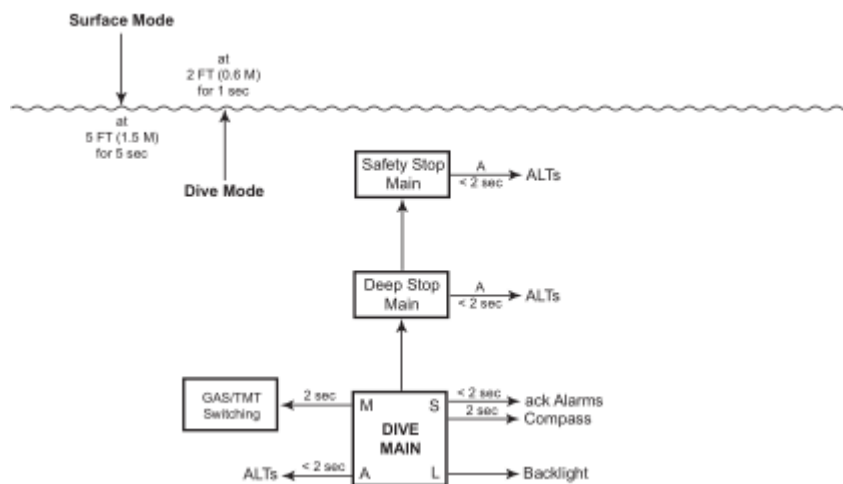 Surface Mode
at
2 FT (0.6 M)
for 1 sec
at
5 FT (1.5 M)
for 5 sec
Dive Mode
Safety Stop
Main
A
< 2 sec
ALTs
Deep Stop
Main
A
< 2 sec
ALTs
GAS/TMT
Switching
2 sec
M
S
< 2 sec
ack Alarms
2 sec
Compass
DIVE
MAIN
ALTs
< 2 sec
A
L
Backlight